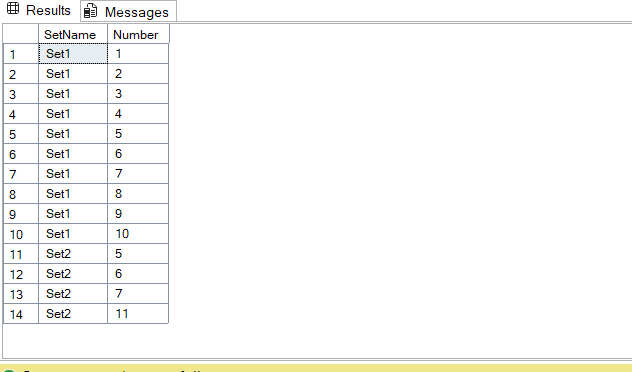 Results Messages
SetName Number
1 Set1 1
2 Set1 2
3 Set1 3
4 Set1 4
5 Set1 5
6 Set1 6
7 Set1 7
8 Set1 8
9 Set1 9
10 Set1 10
11 Set2 5
12 Set2 6
13 Set2 7
14 Set2 11